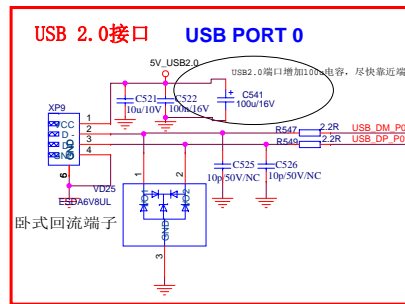 USB 2.0接口 USB PORT 0
5V_USB2.0
USB2.0端口增加100u电容，尽快靠近端
C521
10u/10V
C522
100n/16V
C541
100u/16V
XP9
VCC
D -
GND
1
2
3
4
6
R547
2.2R
USB_DM_P0
R549
2.2R
USB_DP_P0
C525
10p/50V/NC
C526
10p/50V/NC
VD25
ESDA6V8UL
1
2
IO1
IO2
GND
3
卧式回流端子